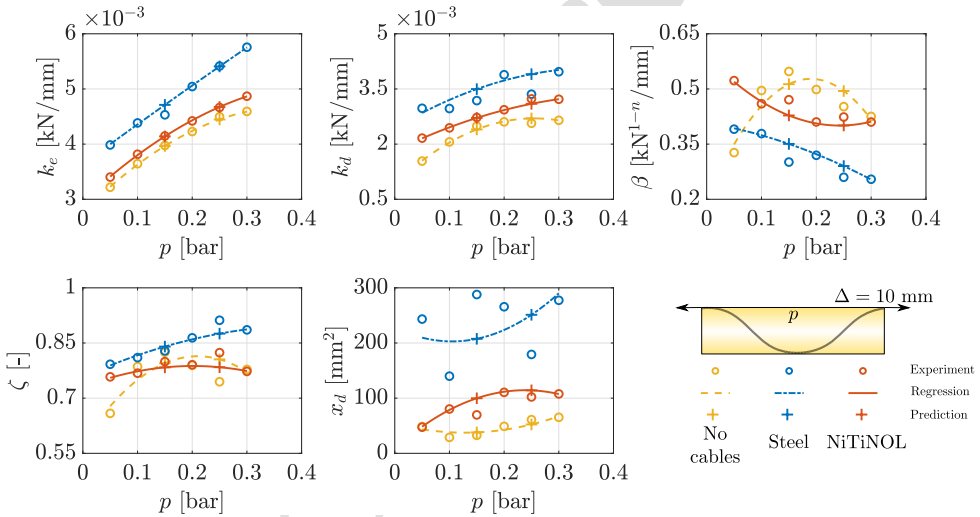 ×10⁻³
6
5
4
3
0
0.1
0.2
0.3
0.4
kₑ [kN/mm]
p [bar]
×10⁻³
5
3.5
2
0.5
0
0.1
0.2
0.3
0.4
k_d [kN/mm]
p [bar]
0.65
0.5
0.35
0.2
0
0.1
0.2
0.3
0.4
β [kN¹⁻ⁿ/mm]
p [bar]
1
0.85
0.7
0.55
0
0.1
0.2
0.3
0.4
ζ [-]
p [bar]
300
200
100
0
0
0.1
0.2
0.3
0.4
x_d [mm²]
p [bar]
Δ = 10 mm
p
Experiment
Regression
Prediction
No cables
Steel
NiTiNOL